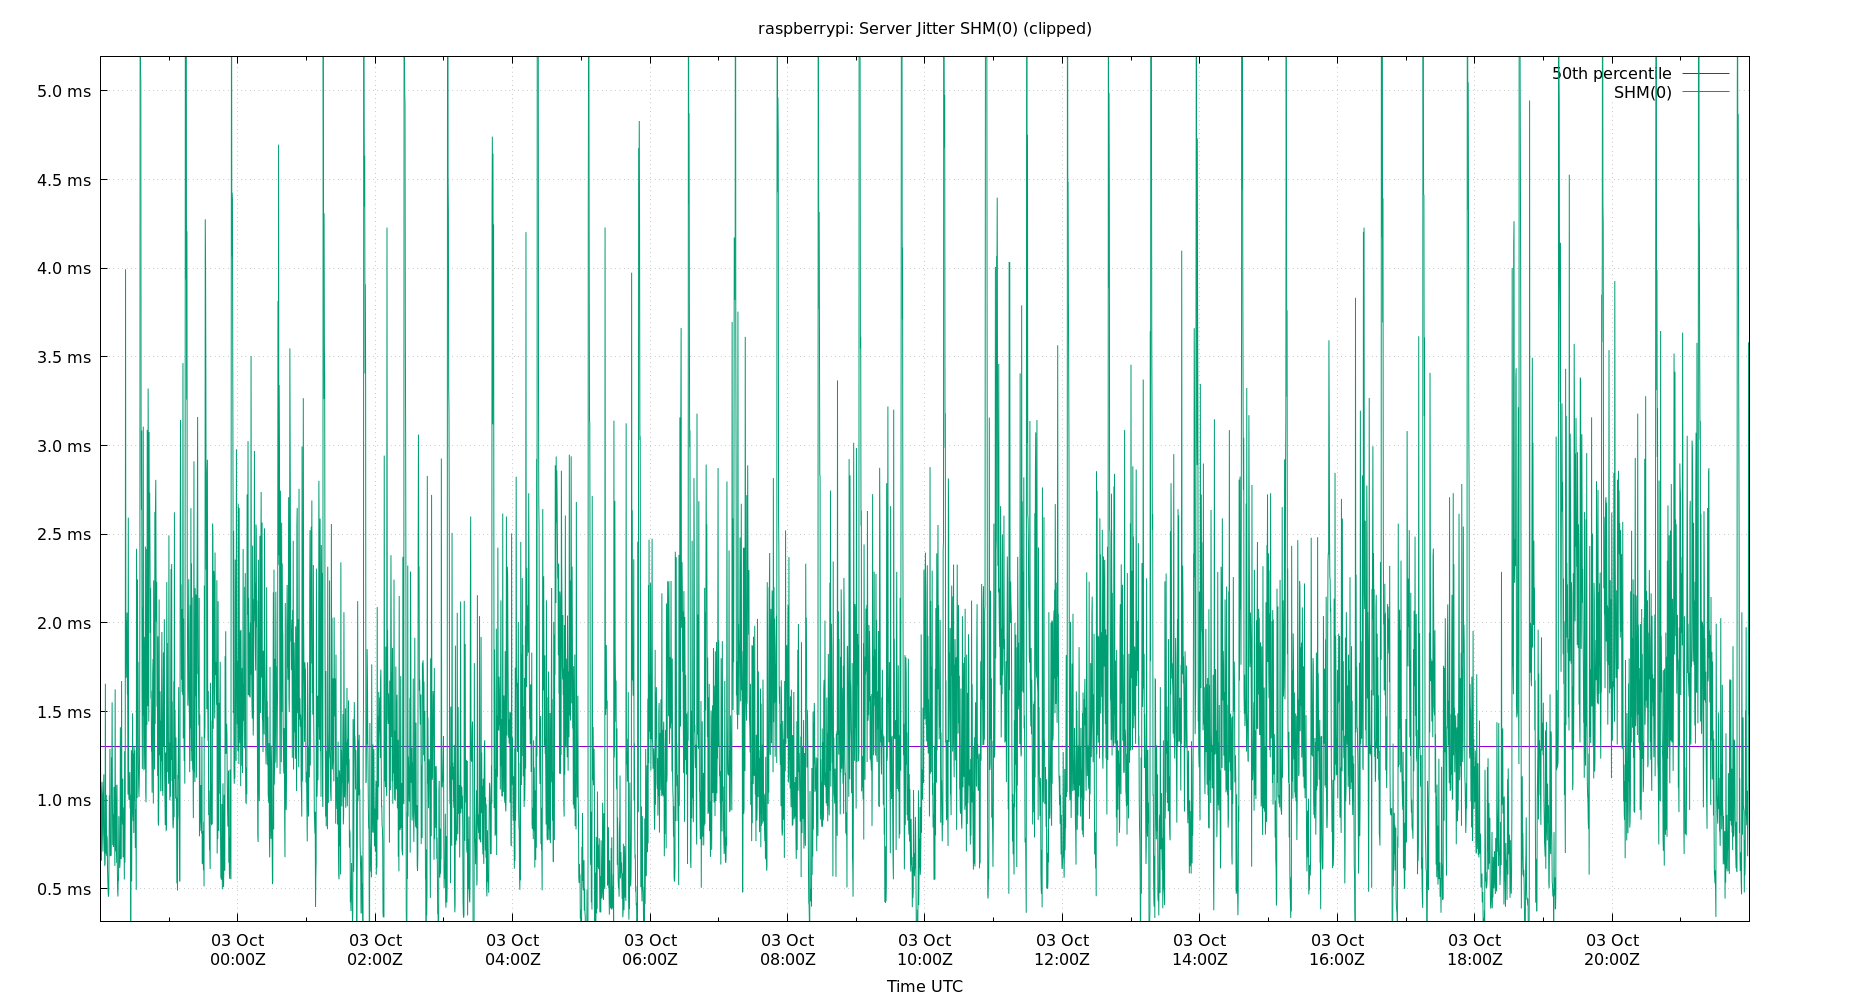 raspberrypi: Server Jitter SHM(0) (clipped)
50th percentile
SHM(0)
5.0 ms
4.5 ms
4.0 ms
3.5 ms
3.0 ms
2.5 ms
2.0 ms
1.5 ms
1.0 ms
0.5 ms
03 Oct 03 Oct 03 Oct 03 Oct 03 Oct 03 Oct 03 Oct 03 Oct 03 Oct 03 Oct 03 Oct
00:00Z 02:00Z 04:00Z 06:00Z 08:00Z 10:00Z 12:00Z 14:00Z 16:00Z 18:00Z 20:00Z
Time UTC